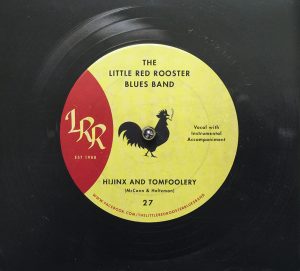 THE
LITTLE RED ROOSTER
BLUES BAND
LRR
EST 1988
Vocal with
Instrumental
Accompaniment
HIJINX AND TOMFOOLERY
(McCann & Holtzman)
27
WWW.FACEBOOK.COM/THELITTLEREDROOSTERBLUESBAND